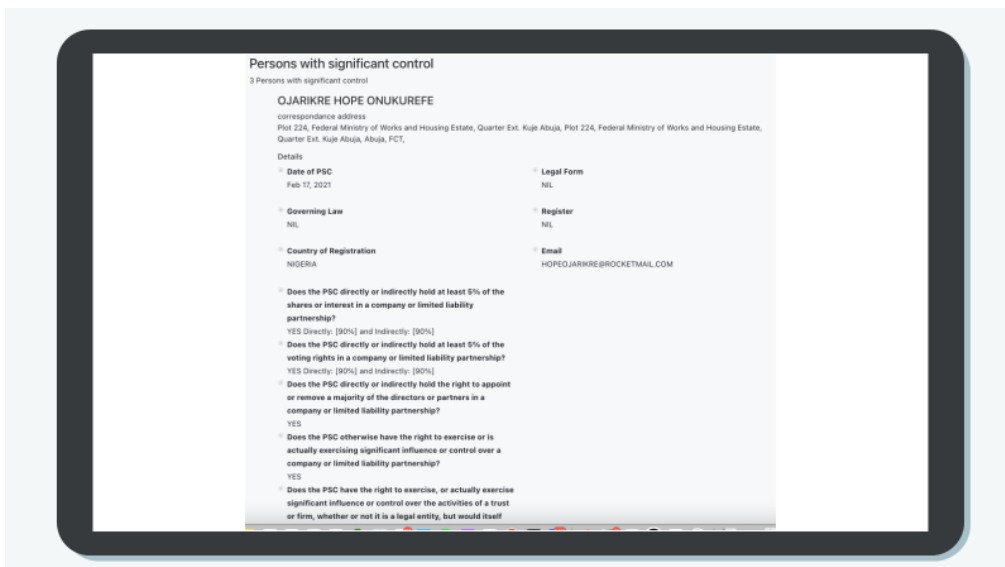 Persons with significant control
3 Persons with significant control
OJARIKRE HOPE ONUKUREFE
correspondance address
Plot 224, Federal Ministry of Works and Housing Estate, Quarter Ext. Kuje Abuja, Plot 224, Federal Ministry of Works and Housing Estate,
Quarter Ext. Kuje Abuja, Abuja, FCT,
Details
Date of PSC
Feb 17, 2021
Legal Form
NIL
Governing Law
NIL
Register
NIL
Country of Registration
NIGERIA
Email
HOPEOJARIKRE@ROCKETMAIL.COM
Does the PSC directly or indirectly hold at least 5% of the
shares or interest in a company or limited liability
partnership?
YES Directly: [90%] and Indirectly: [90%]
Does the PSC directly or indirectly hold at least 5% of the
voting rights in a company or limited liability partnership?
YES Directly: [90%] and Indirectly: [90%]
Does the PSC directly or indirectly hold the right to appoint
or remove a majority of the directors or partners in a
company or limited liability partnership?
YES
Does the PSC otherwise have the right to exercise or is
actually exercising significant influence or control over a
company or limited liability partnership?
YES
Does the PSC have the right to exercise, or actually exercise
significant influence or control over the activities of a trust
or firm, whether or not it is a legal entity, but would itself